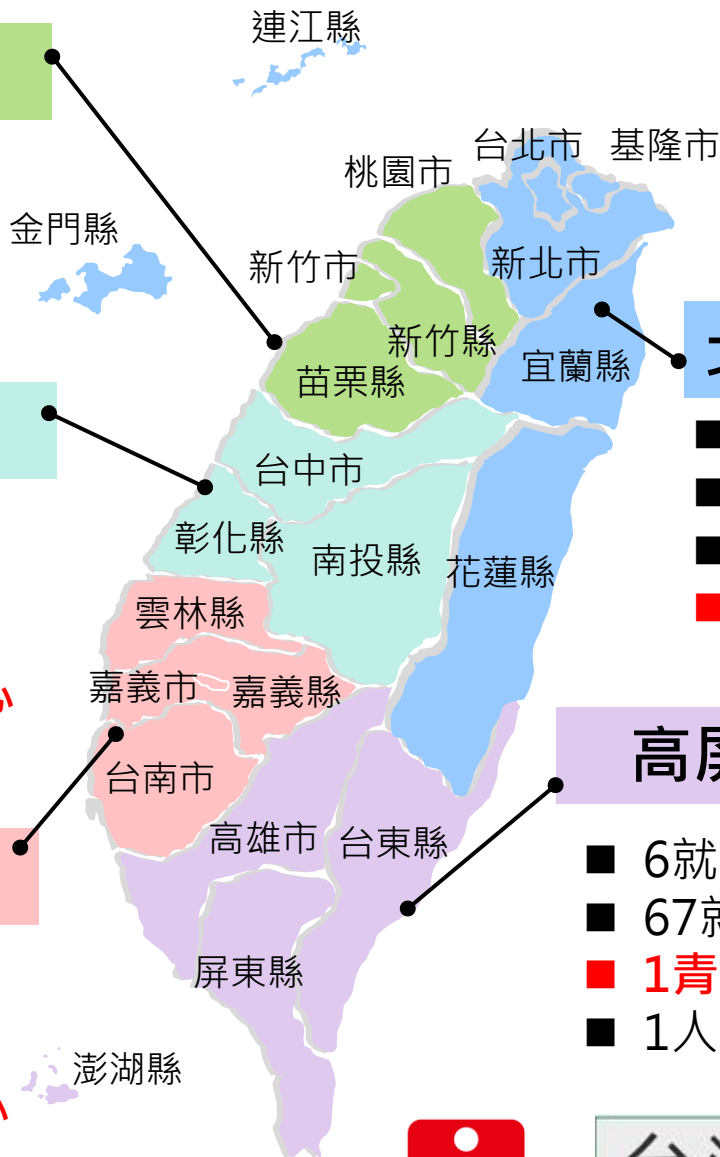 連江縣
台北市
基隆市
桃園市
金門縣
新竹市
新北市
新竹縣
宜蘭縣
苗栗縣
台中市
彰化縣
南投縣
花蓮縣
雲林縣
嘉義市
嘉義縣
高屏
台南市
高雄市
台東縣
■ 6就
■ 67就
■ 1青
■ 1人
屏東縣
澎湖縣